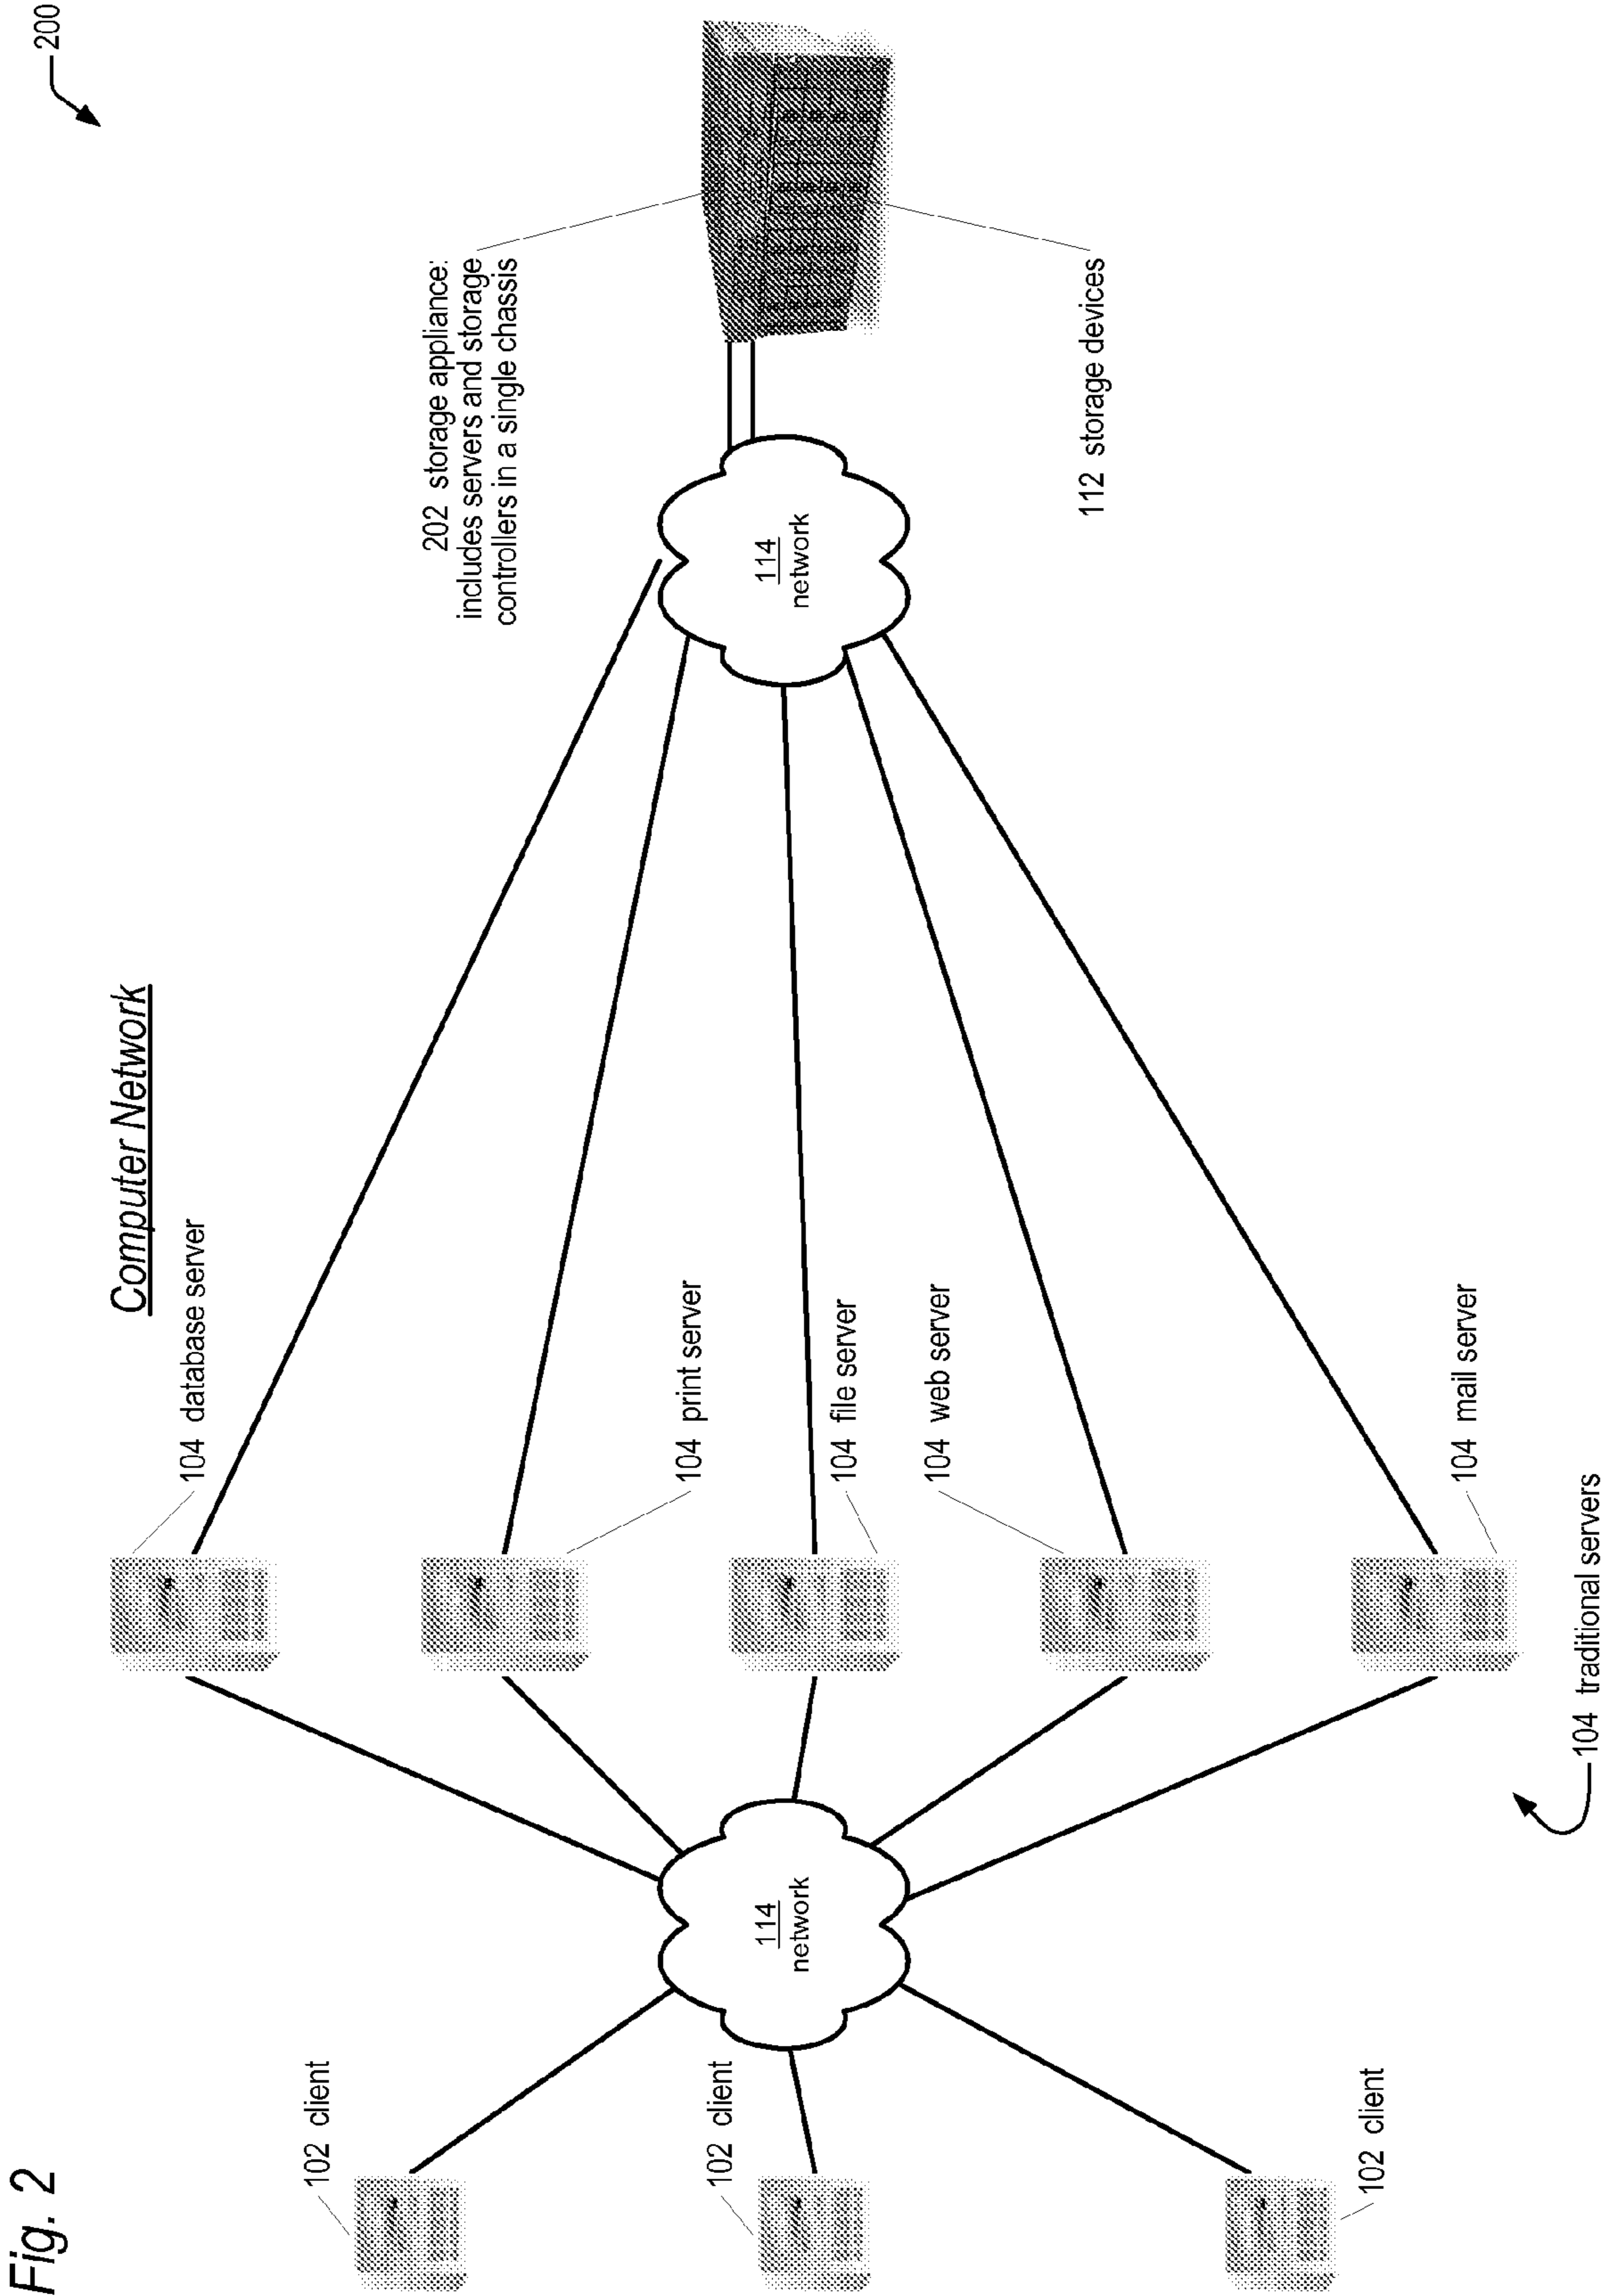 Fig. 2
Computer Network
200
104 database server
202 storage appliance:
includes servers and storage
controllers in a single chassis
102 client
104 print server
102 client
114
network
114
network
104 file server
104 web server
112 storage devices
102 client
104 mail server
104 traditional servers